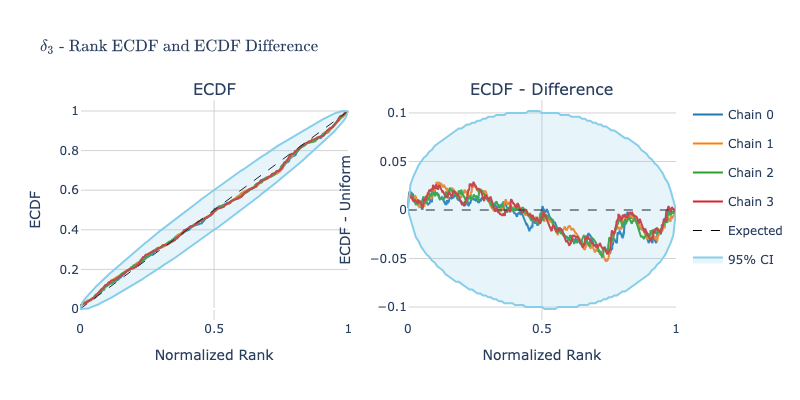 δ₃ - Rank ECDF and ECDF Difference
ECDF
ECDF - Difference
1
0.8
0.6
0.4
0.2
0
ECDF
0
0.5
1
Normalized Rank
0.1
0.05
0
−0.05
−0.1
ECDF - Uniform
0
0.5
1
Normalized Rank
Chain 0
Chain 1
Chain 2
Chain 3
Expected
95% CI